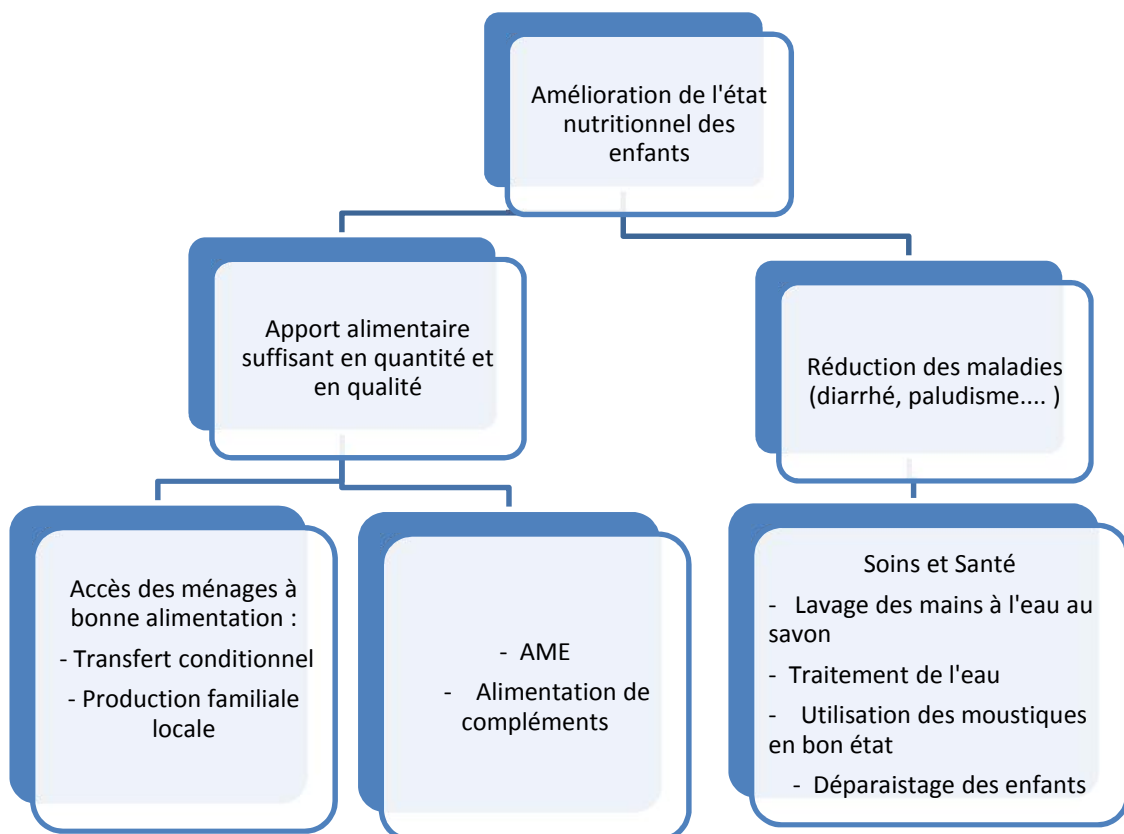 Amélioration de l'état
nutritionnel des
enfants
Apport alimentaire
suffisant en quantité et
en qualité
Réduction des maladies
(diarrhé, paludisme.... )
Accès des ménages à
bonne alimentation :
- Transfert conditionnel
- Production familiale
locale
- AME
- Alimentation de
compléments
Soins et Santé
- Lavage des mains à l'eau au
savon
- Traitement de l'eau
- Utilisation des moustiques
en bon état
- Déparaistage des enfants